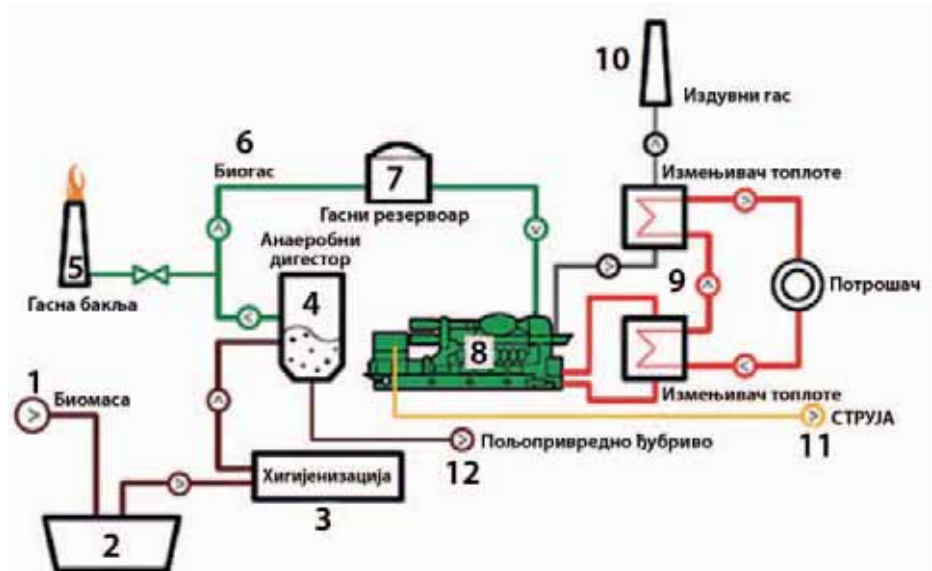 10
Издувни гас
6
Биогас
7
Гасни резервоар
Измењивач топлоте
Анаеробни
дигестор
5
Гасна бакља
4
9
Потрошач
8
1
Биомаса
Измењивач топлоте
СТРУЈА
11
Пољопривредно ђубриво
12
Хигијенизација
3
2